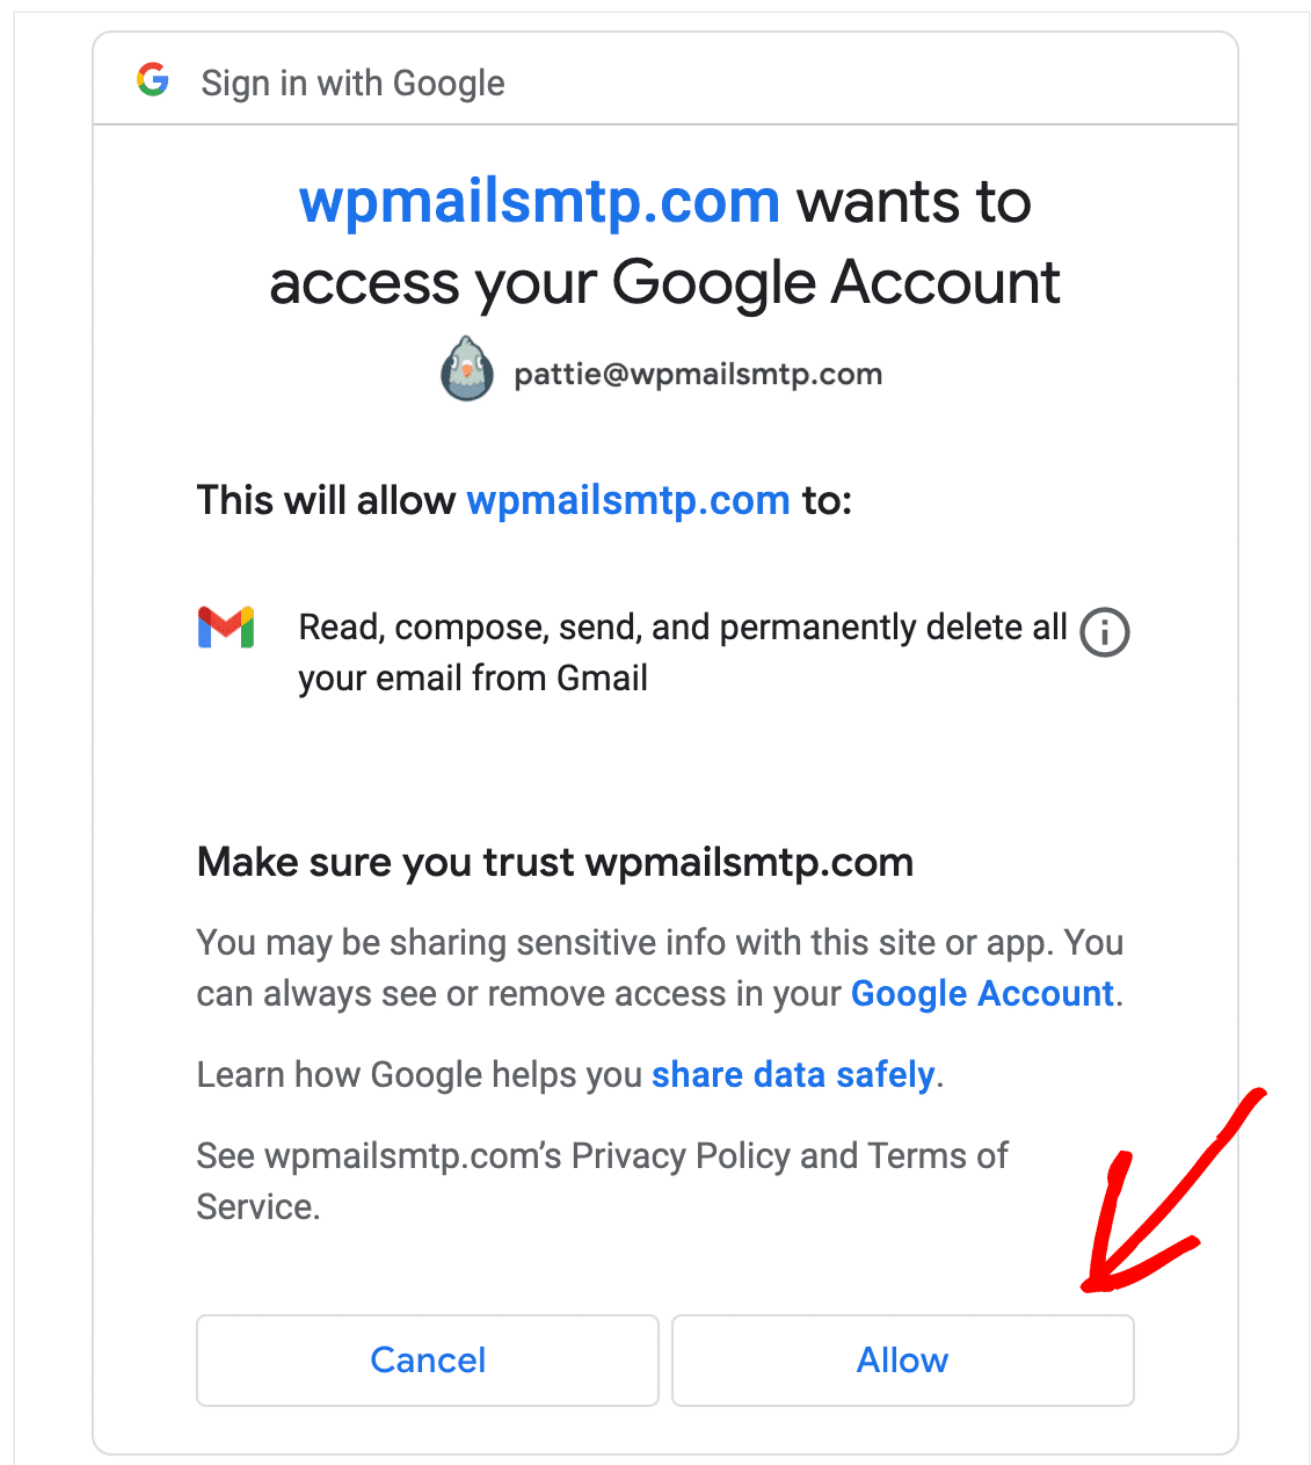 Sign in with Google
wpmailsmtp.com wants to
access your Google Account
pattie@wpmailsmtp.com
This will allow wpmailsmtp.com to:
Read, compose, send, and permanently delete all
your email from Gmail
Make sure you trust wpmailsmtp.com
You may be sharing sensitive info with this site or app. You
can always see or remove access in your Google Account.
Learn how Google helps you share data safely.
See wpmailsmtp.com’s Privacy Policy and Terms of
Service.
Cancel
Allow